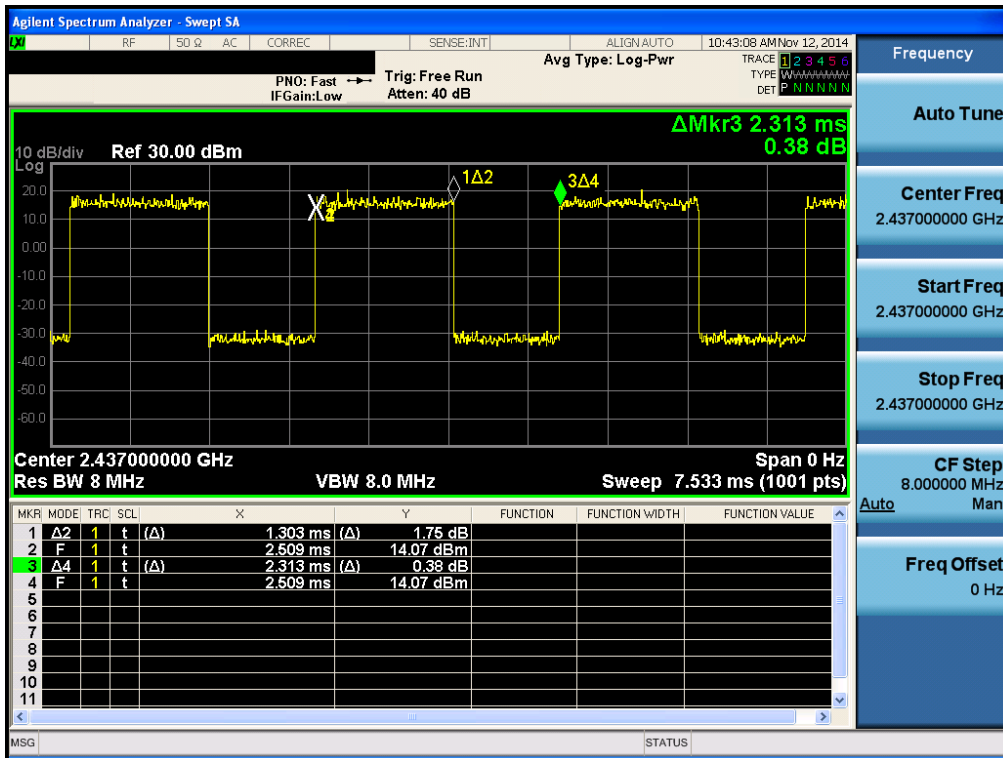 Agilent Spectrum Analyzer - Swept SA
LXI RF 50 Ω AC CORREC SENSE:INT ALIGN AUTO 10:43:08 AM Nov 12, 2014
Avg Type: Log-Pwr
TRACE 1 2 3 4 5 6
TYPE WWWWWW
DET P N N N N N
PNO: Fast
IFGain:Low
Trig: Free Run
Atten: 40 dB
ΔMkr3 2.313 ms
0.38 dB
10 dB/div Ref 30.00 dBm
Log
1Δ2
3Δ4
20.0
10.0
0.00
-10.0
-20.0
-30.0
-40.0
-50.0
-60.0
Center 2.437000000 GHz Span 0 Hz
Res BW 8 MHz VBW 8.0 MHz Sweep 7.533 ms (1001 pts)
MKR MODE TRC SCL X Y FUNCTION FUNCTION WIDTH FUNCTION VALUE
1 Δ2 1 t (Δ) 1.303 ms (Δ) 1.75 dB
2 F 1 t 2.509 ms 14.07 dBm
3 Δ4 1 t (Δ) 2.313 ms (Δ) 0.38 dB
4 F 1 t 2.509 ms 14.07 dBm
5
6
7
8
9
10
11
MSG STATUS
Frequency
Auto Tune
Center Freq
2.437000000 GHz
Start Freq
2.437000000 GHz
Stop Freq
2.437000000 GHz
CF Step
8.000000 MHz
Auto Man
Freq Offset
0 Hz